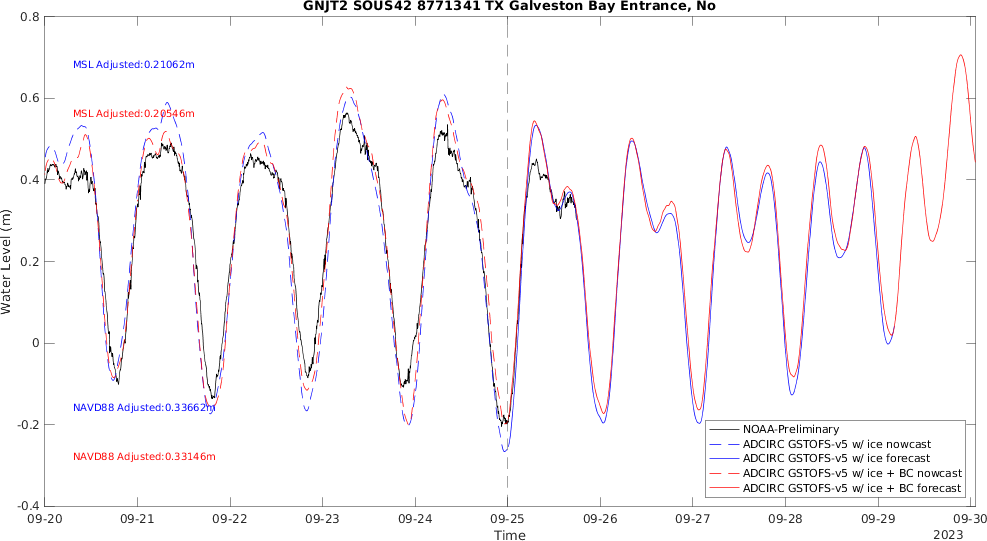 GNJT2 SOUS42 8771341 TX Galveston Bay Entrance, No
0.8
0.6
0.4
0.2
0
-0.2
-0.4
Water Level (m)
MSL Adjusted:0.21062m
MSL Adjusted:0.20546m
NAVD88 Adjusted:0.33662m
NAVD88 Adjusted:0.33146m
NOAA-Preliminary
ADCIRC GSTOFS-v5 w/ ice nowcast
ADCIRC GSTOFS-v5 w/ ice forecast
ADCIRC GSTOFS-v5 w/ ice + BC nowcast
ADCIRC GSTOFS-v5 w/ ice + BC forecast
09-20 09-21 09-22 09-23 09-24 09-25 09-26 09-27 09-28 09-29 09-30
Time
2023